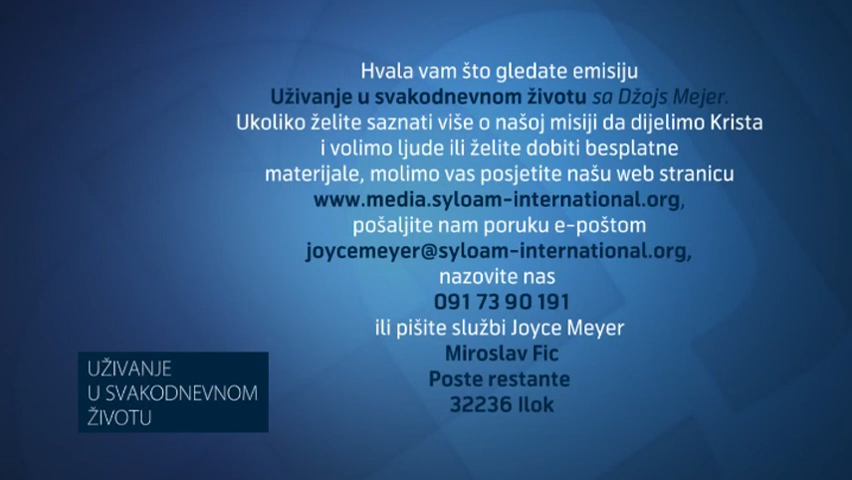 Hvala vam što gledate emisiju
Uživanje u svakodnevnom životu sa Džojs Mejer.
Ukoliko želite saznati više o našoj misiji da dijelimo Krista
i volimo ljude ili želite dobiti besplatne
materijale, molimo vas posjetite našu web stranicu
www.media.syloam-international.org,
pošaljite nam poruku e-poštom
joycemeyer@syloam-international.org,
nazovite nas
091 73 90 191
ili pišite službi Joyce Meyer
Miroslav Fic
Poste restante
32236 Ilok
UŽIVANJE
U SVAKODNEVNOM
ŽIVOTU